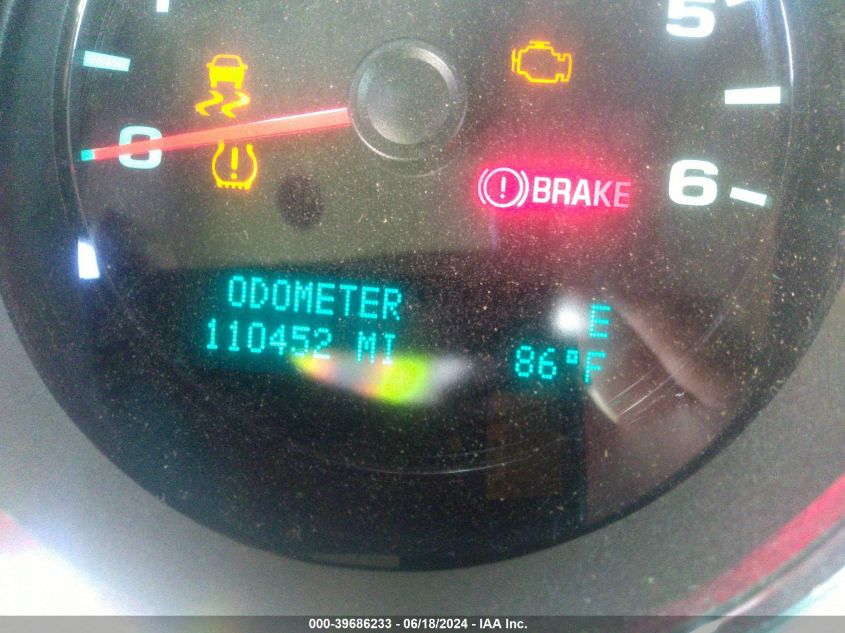 5
0
6
BRAKE
ODOMETER
110452 MI
E
86°F
000-39686233 - 06/18/2024 - IAA Inc.